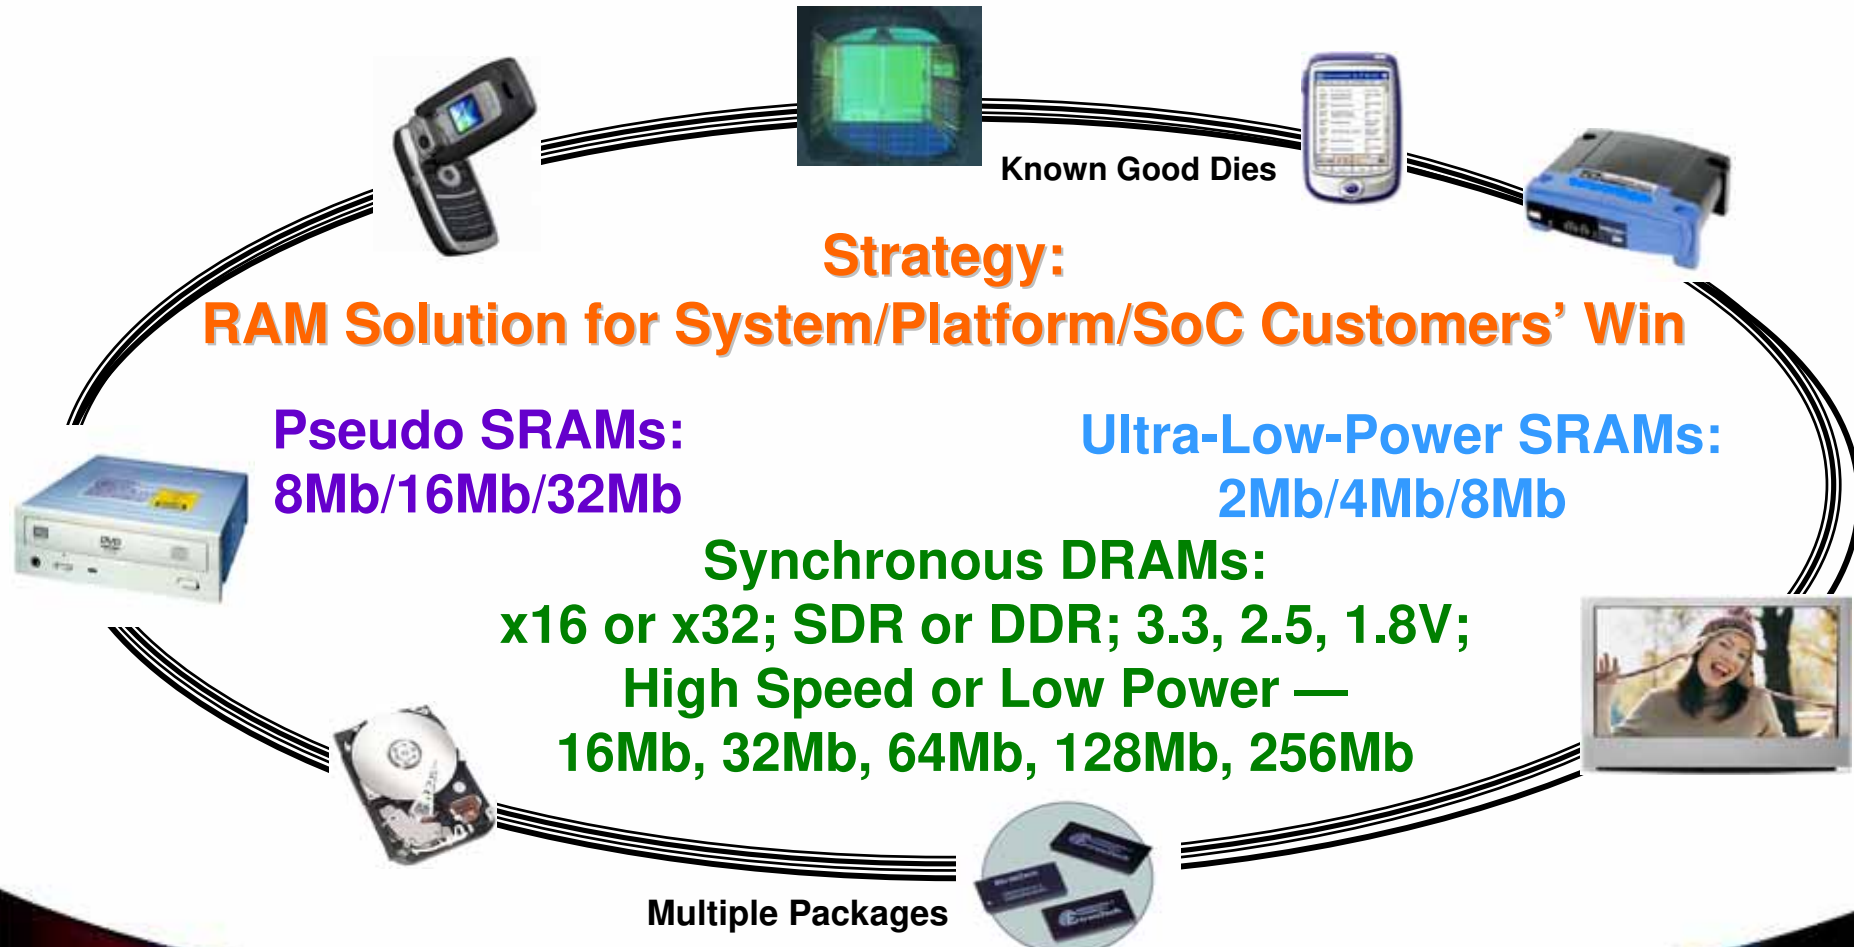 Known Good Dies
Strategy:
RAM Solution for System/Platform/SoC Customers’ Win
Pseudo SRAMs:
8Mb/16Mb/32Mb
Ultra-Low-Power SRAMs:
2Mb/4Mb/8Mb
Synchronous DRAMs:
x16 or x32; SDR or DDR; 3.3, 2.5, 1.8V;
High Speed or Low Power —
16Mb, 32Mb, 64Mb, 128Mb, 256Mb
DVD
Multiple Packages